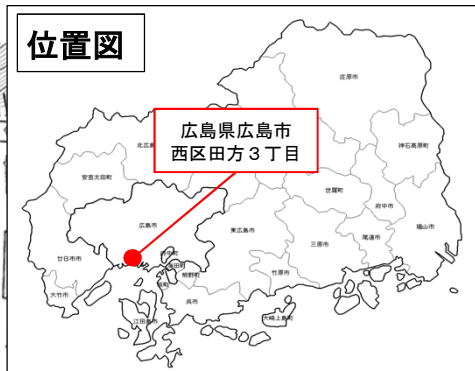 位置図
広島県広島市
西区田方３丁目
庄原市
神石高原町
安芸太田町
世羅町
府中市
広島市
東広島市
福山市
三原市
尾道市
廿日市市
熊野町
竹原市
大竹市
呉市
江田島市
大崎上島町